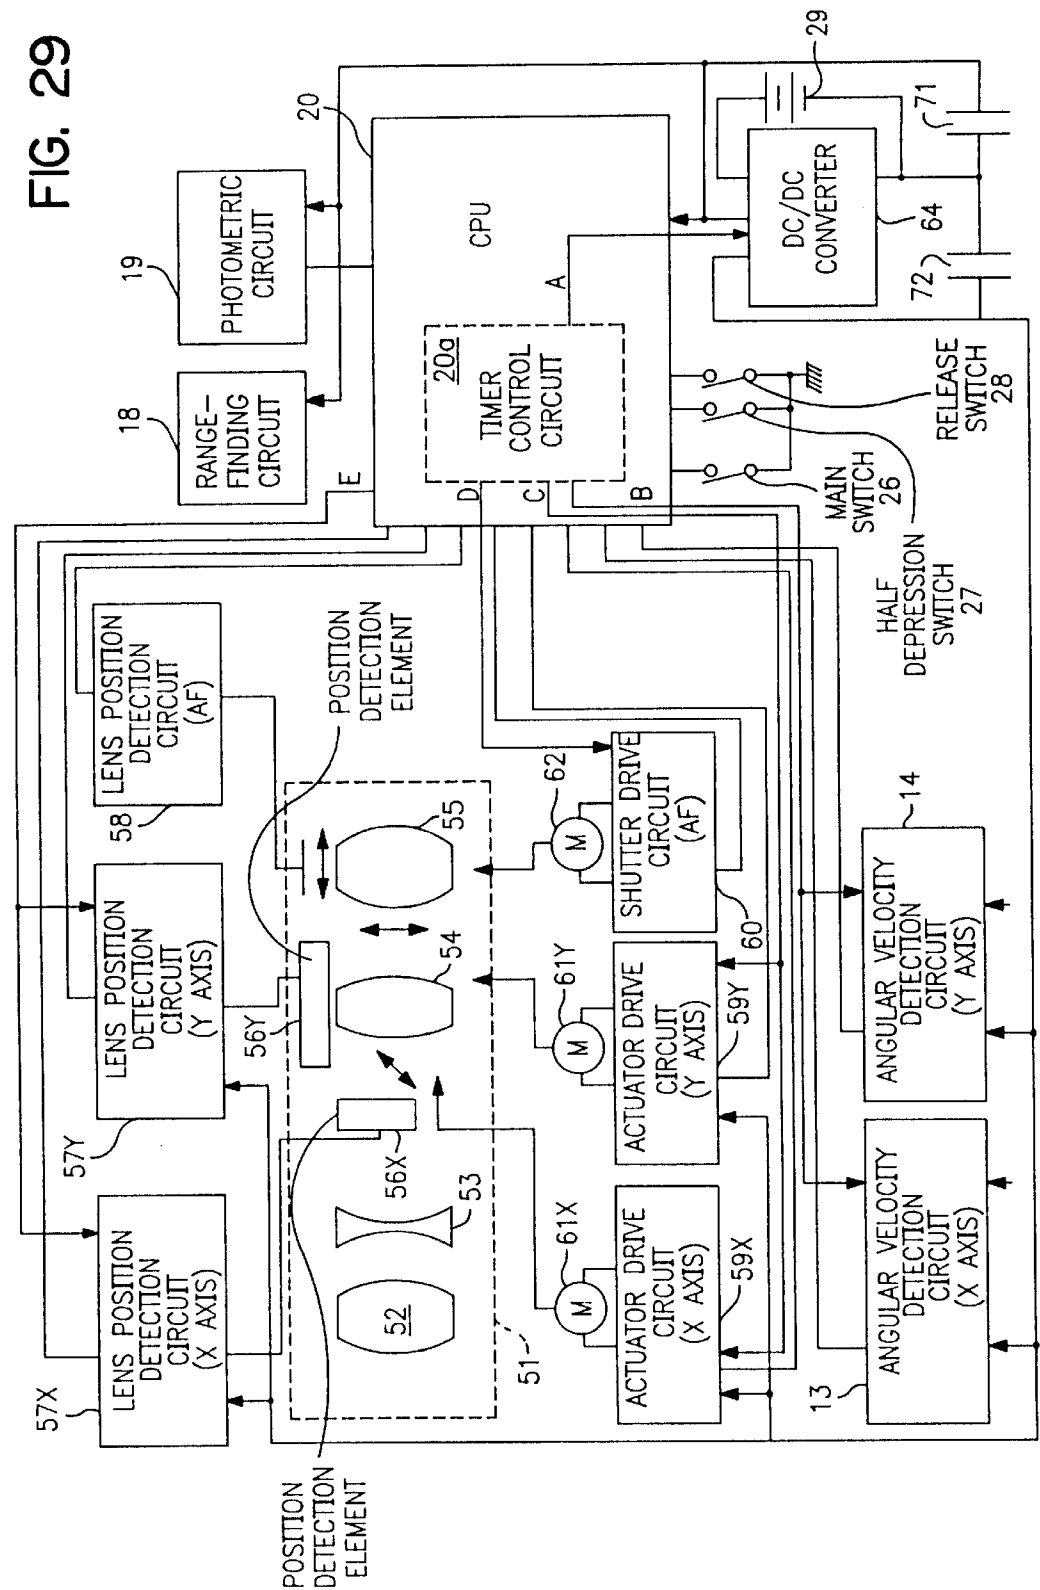 FIG. 29
57X
LENS POSITION
DETECTION
CIRCUIT
(X AXIS)
57Y
LENS POSITION
DETECTION
CIRCUIT
(Y AXIS)
58
LENS POSITION
DETECTION
CIRCUIT
(AF)
18
RANGE–
FINDING
CIRCUIT
19
PHOTOMETRIC
CIRCUIT
20
CPU
E
D
C
B
A
20a
TIMER
CONTROL
CIRCUIT
POSITION
DETECTION
ELEMENT
POSITION
DETECTION
ELEMENT
51
52
53
56X
56Y
54
55
61X
M
61Y
M
62
M
ACTUATOR DRIVE
CIRCUIT
(X AXIS)
59X
ACTUATOR DRIVE
CIRCUIT
(Y AXIS)
59Y
SHUTTER DRIVE
CIRCUIT
(AF)
60
13
ANGULAR VELOCITY
DETECTION
CIRCUIT
(X AXIS)
14
ANGULAR VELOCITY
DETECTION
CIRCUIT
(Y AXIS)
MAIN
SWITCH
26
HALF
DEPRESSION
SWITCH
27
RELEASE
SWITCH
28
DC/DC
CONVERTER
64
29
71
72